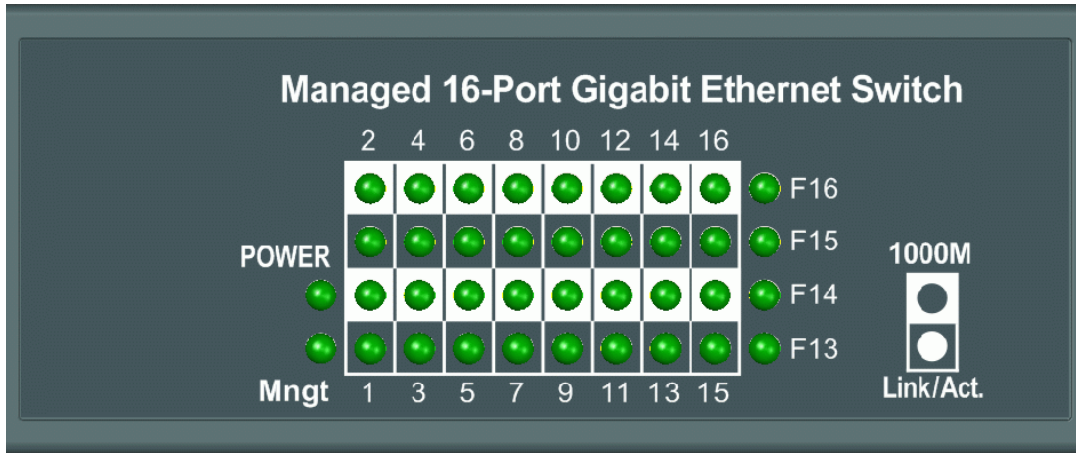 Managed 16-Port Gigabit Ethernet Switch
2 4 6 8 10 12 14 16
F16
F15
POWER
1000M
F14
F13
Mngt
1 3 5 7 9 11 13 15
Link/Act.